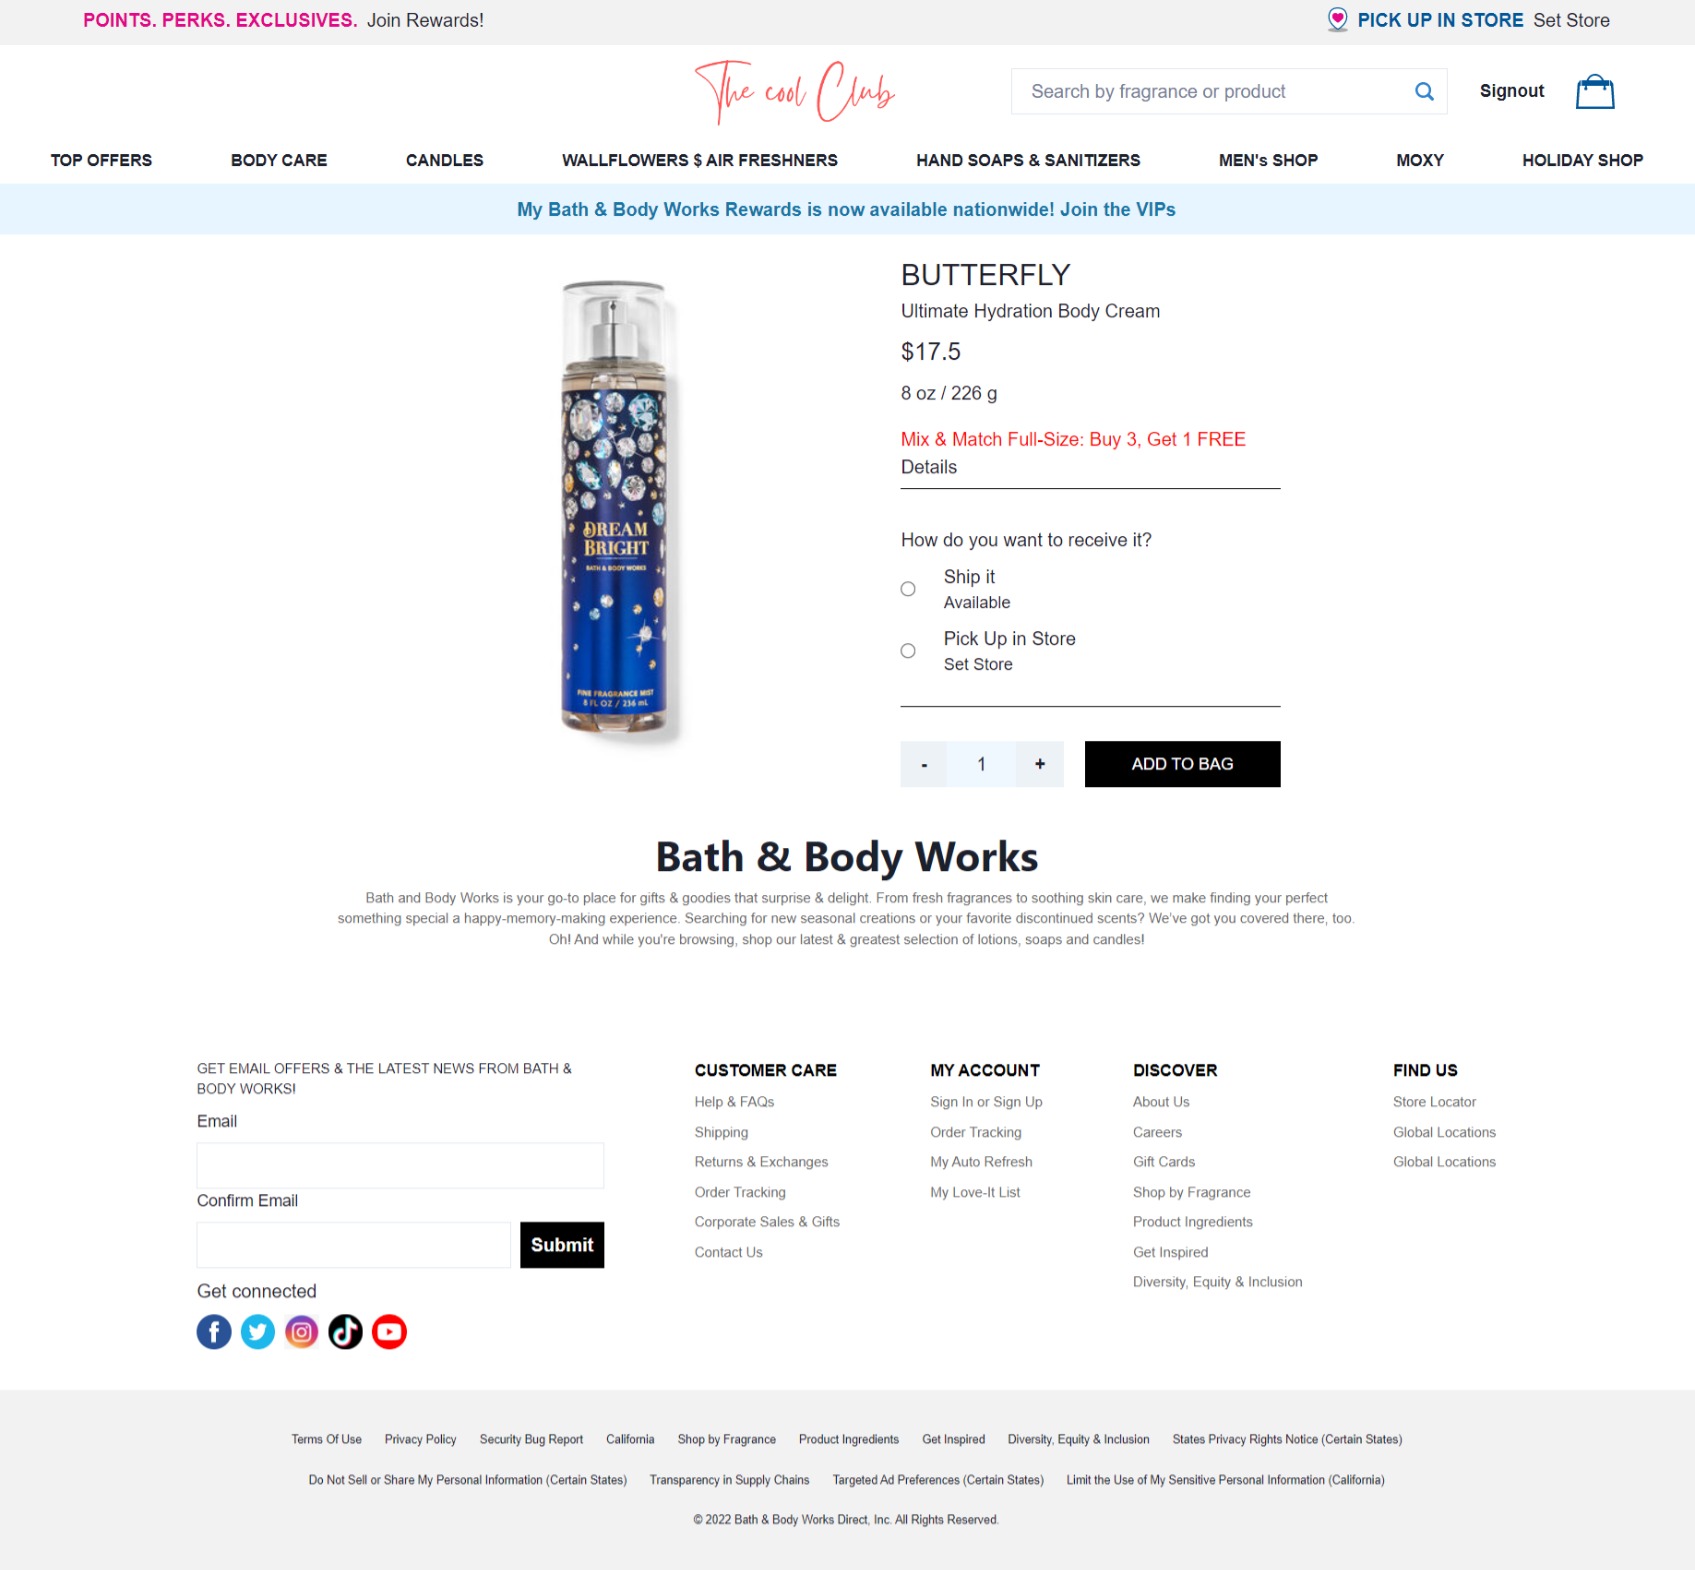 POINTS. PERKS. EXCLUSIVES. Join Rewards!
PICK UP IN STORE Set Store
The cool Club
Search by fragrance or product
Signout
TOP OFFERS
BODY CARE
CANDLES
WALLFLOWERS $ AIR FRESHNERS
HAND SOAPS & SANITIZERS
MEN's SHOP
MOXY
HOLIDAY SHOP
My Bath & Body Works Rewards is now available nationwide! Join the VIPs
DREAM
BRIGHT
BATH & BODY WORKS
FINE FRAGRANCE MIST
8 FL OZ / 236 mL
BUTTERFLY
Ultimate Hydration Body Cream
$17.5
8 oz / 226 g
Mix & Match Full-Size: Buy 3, Get 1 FREE
Details
How do you want to receive it?
Ship it
Available
Pick Up in Store
Set Store
- 1 +
ADD TO BAG
Bath & Body Works
Bath and Body Works is your go-to place for gifts & goodies that surprise & delight. From fresh fragrances to soothing skin care, we make finding your perfect
something special a happy-memory-making experience. Searching for new seasonal creations or your favorite discontinued scents? We've got you covered there, too.
Oh! And while you're browsing, shop our latest & greatest selection of lotions, soaps and candles!
GET EMAIL OFFERS & THE LATEST NEWS FROM BATH &
BODY WORKS!
Email
Confirm Email
Submit
Get connected
CUSTOMER CARE
Help & FAQs
Shipping
Returns & Exchanges
Order Tracking
Corporate Sales & Gifts
Contact Us
MY ACCOUNT
Sign In or Sign Up
Order Tracking
My Auto Refresh
My Love-It List
DISCOVER
About Us
Careers
Gift Cards
Shop by Fragrance
Product Ingredients
Get Inspired
Diversity, Equity & Inclusion
FIND US
Store Locator
Global Locations
Global Locations
Terms Of Use
Privacy Policy
Security Bug Report
California
Shop by Fragrance
Product Ingredients
Get Inspired
Diversity, Equity & Inclusion
States Privacy Rights Notice (Certain States)
Do Not Sell or Share My Personal Information (Certain States)
Transparency in Supply Chains
Targeted Ad Preferences (Certain States)
Limit the Use of My Sensitive Personal Information (California)
© 2022 Bath & Body Works Direct, Inc. All Rights Reserved.